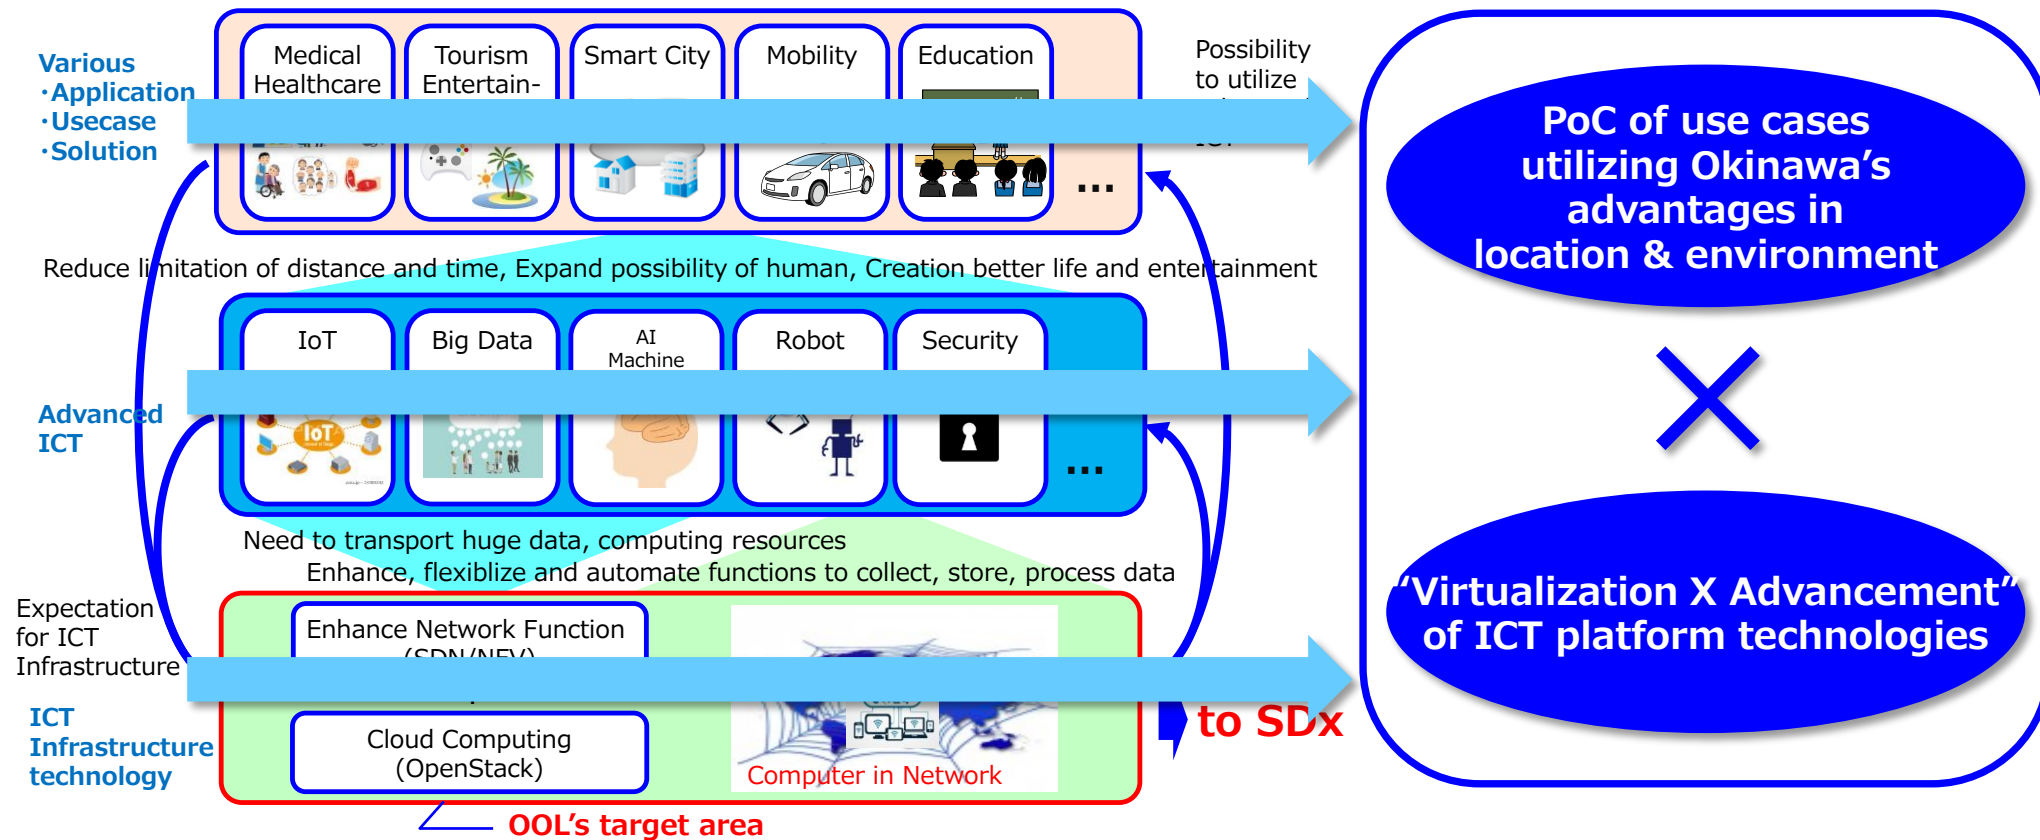 Various
・Application
・Usecase
・Solution
Medical
Healthcare
Tourism
Entertain-
Smart City
Mobility
Education
...
Possibility
to utilize
Reduce limitation of distance and time, Expand possibility of human, Creation better life and entertainment
Advanced
ICT
IoT
IoT
Big Data
AI
Machine
Robot
Security
...
Need to transport huge data, computing resources
Enhance, flexiblize and automate functions to collect, store, process data
Expectation
for ICT
Infrastructure
ICT
Infrastructure
technology
Enhance Network Function
(SDN/NFV)
Cloud Computing
(OpenStack)
Computer in Network
to SDx
OOL’s target area
PoC of use cases
utilizing Okinawa’s
advantages in
location & environment
“Virtualization X Advancement”
of ICT platform technologies